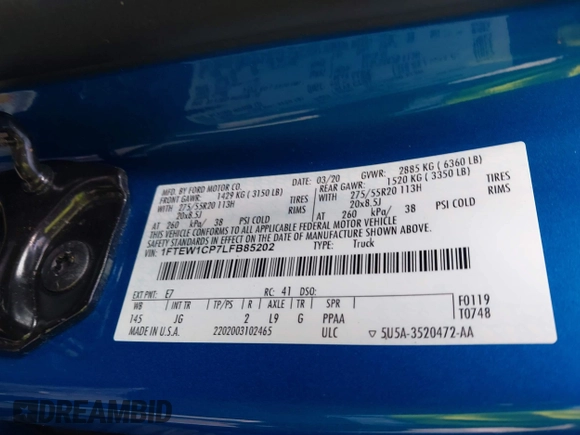 MFD. BY FORD MOTOR CO. DATE: 03/20 GVWR: 2885 KG ( 6360 LB)
FRONT GAWR: 1429 KG ( 3150 LB) REAR GAWR: 1520 KG ( 3350 LB)
WITH 275/55R20 113H TIRES WITH 275/55R20 113H TIRES
20x8.5J RIMS 20x8.5J RIMS
AT 260 kPa/ 38 PSI COLD AT 260 kPa/ 38 PSI COLD
THIS VEHICLE CONFORMS TO ALL APPLICABLE FEDERAL MOTOR VEHICLE
SAFETY STANDARDS IN EFFECT ON THE DATE OF MANUFACTURE SHOWN ABOVE.
VIN: 1FTEW1CP7LFB85202 TYPE: Truck
EXT PNT: E7 RC: 41 DSO:
WB INT TR TP/PS R AXLE TR SPR F0119
145 JG 2 L9 G PPAA T0748
MADE IN U.S.A. 2202003102465 ULC 5U5A-3520472-AA
DREAMBID